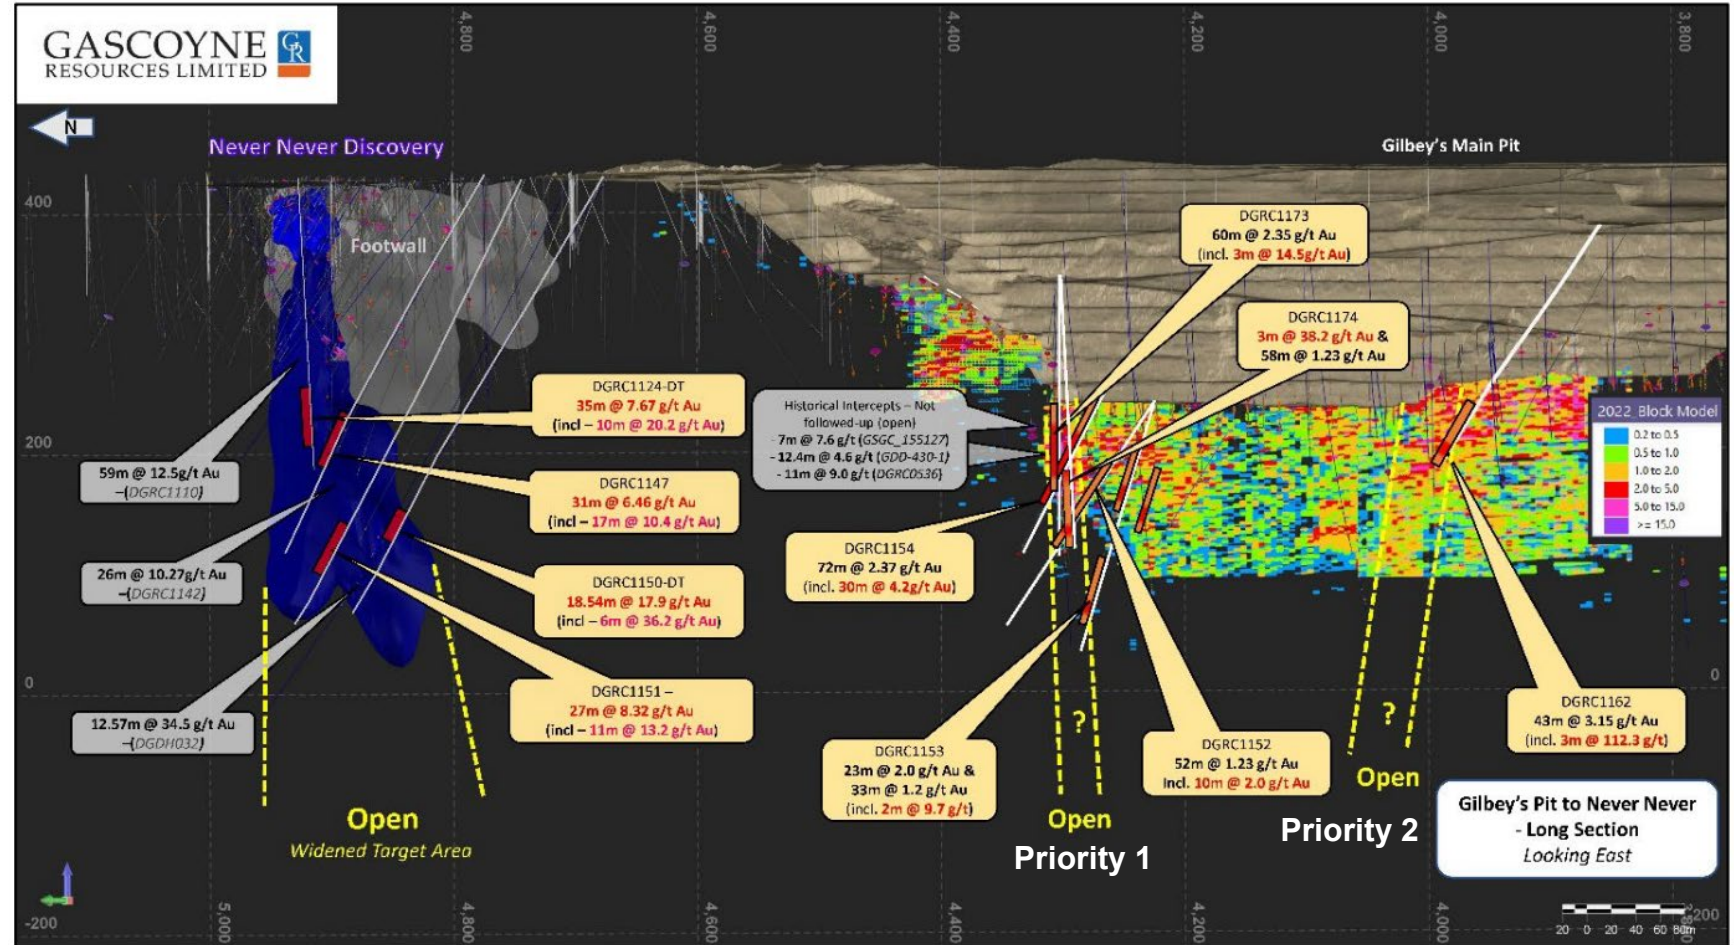 GASCOYNE
RESOURCES LIMITED
GR
N
4,800
4,600
4,400
4,200
4,000
3,800
Never Never Discovery
Gilbey's Main Pit
400
Footwall
DGRC1173
60m @ 2.35 g/t Au
(incl. 3m @ 14.5g/t Au)
DGRC1174
3m @ 38.2 g/t Au &
58m @ 1.23 g/t Au
DGRC1124-DT
35m @ 7.67 g/t Au
(incl – 10m @ 20.2 g/t Au)
Historical Intercepts – Not
followed-up (open)
- 7m @ 7.6 g/t (GSGC_155127)
- 12.4m @ 4.6 g/t (GDD-430-1)
- 11m @ 9.0 g/t (DGRC0536)
2022_Block Model
0.2 to 0.5
0.5 to 1.0
1.0 to 2.0
2.0 to 5.0
5.0 to 15.0
>= 15.0
200
59m @ 12.5g/t Au
–(DGRC1110)
DGRC1147
31m @ 6.46 g/t Au
(incl – 17m @ 10.4 g/t Au)
DGRC1154
72m @ 2.37 g/t Au
(incl. 30m @ 4.2g/t Au)
26m @ 10.27g/t Au
–(DGRC1142)
DGRC1150-DT
18.54m @ 17.9 g/t Au
(incl – 6m @ 36.2 g/t Au)
0
0
DGRC1151 –
27m @ 8.32 g/t Au
(incl – 11m @ 13.2 g/t Au)
12.57m @ 34.5 g/t Au
–(DGDH032)
?
?
DGRC1162
43m @ 3.15 g/t Au
(incl. 3m @ 112.3 g/t)
DGRC1153
23m @ 2.0 g/t Au &
33m @ 1.2 g/t Au
(incl. 2m @ 9.7 g/t)
DGRC1152
52m @ 1.23 g/t Au
Incl. 10m @ 2.0 g/t Au
Open
Widened Target Area
Open
Priority 1
Open
Priority 2
Gilbey's Pit to Never Never
- Long Section
Looking East
-200
5,000
4,800
4,600
4,400
4,200
4,000
20 0 20 40 60 80m
200